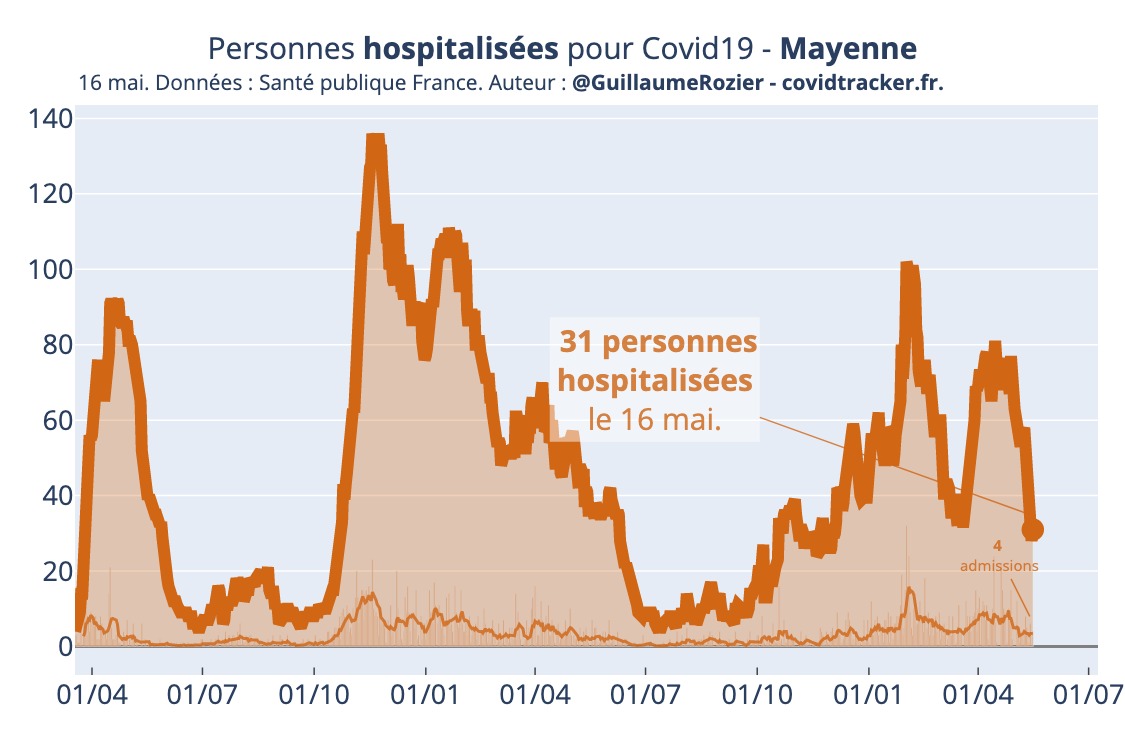 Personnes hospitalisées pour Covid19 - Mayenne
16 mai. Données : Santé publique France. Auteur : @GuillaumeRozier - covidtracker.fr.
140
120
100
80
60
40
20
0
31 personnes
hospitalisées
le 16 mai.
4
admissions
01/04 01/07 01/10 01/01 01/04 01/07 01/10 01/01 01/04 01/07